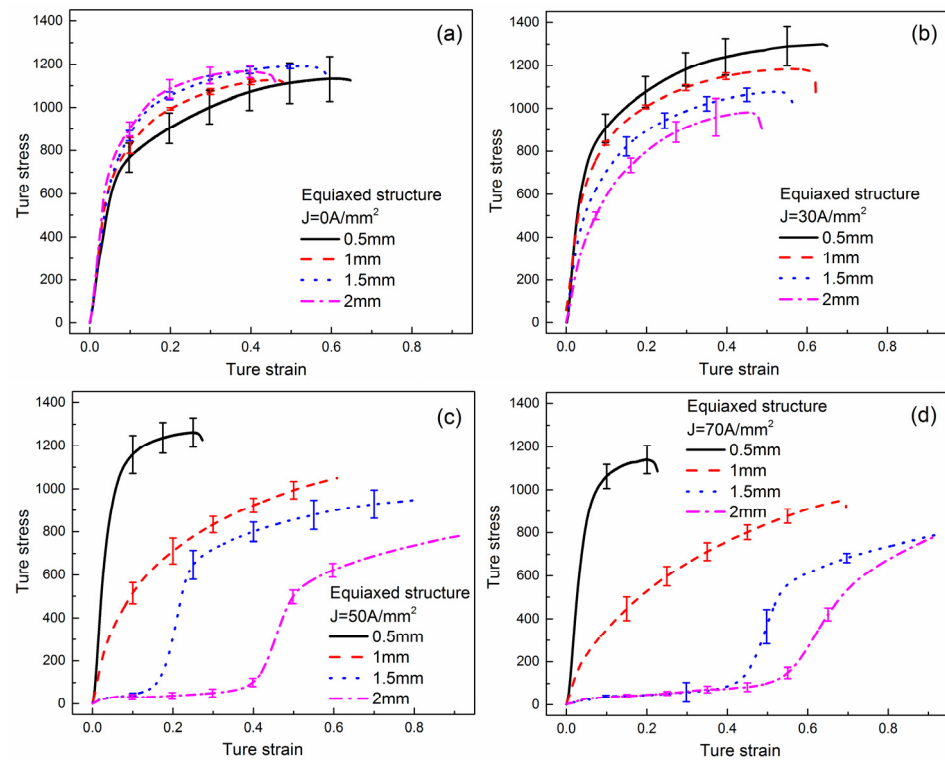 (a)
1400
1200
1000
800
600
400
200
0
Ture stress
Equiaxed structure
J=0A/mm²
0.5mm
1mm
1.5mm
2mm
0.0 0.2 0.4 0.6 0.8
Ture strain
(b)
1400
1200
1000
800
600
400
200
0
Ture stress
Equiaxed structure
J=30A/mm²
0.5mm
1mm
1.5mm
2mm
0.0 0.2 0.4 0.6 0.8
Ture strain
(c)
1400
1200
1000
800
600
400
200
0
Ture stress
Equiaxed structure
J=50A/mm²
0.5mm
1mm
1.5mm
2mm
0.0 0.2 0.4 0.6 0.8
Ture strain
(d)
1400
1200
1000
800
600
400
200
0
Ture stress
Equiaxed structure
J=70A/mm²
0.5mm
1mm
1.5mm
2mm
0.0 0.2 0.4 0.6 0.8
Ture strain